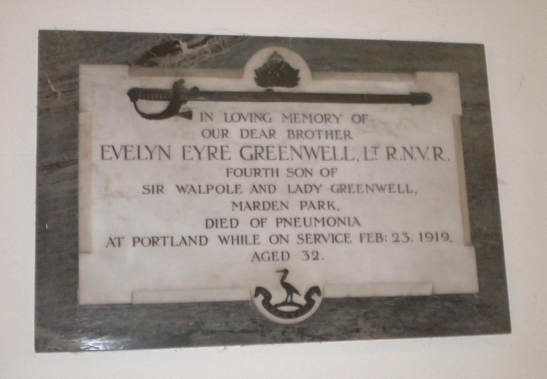 IN LOVING MEMORY OF
OUR DEAR BROTHER
EVELYN EYRE GREENWELL, LT R.N.V.R.
FOURTH SON OF
SIR WALPOLE AND LADY GREENWELL,
MARDEN PARK,
DIED OF PNEUMONIA
AT PORTLAND WHILE ON SERVICE FEB: 23. 1919,
AGED 32.